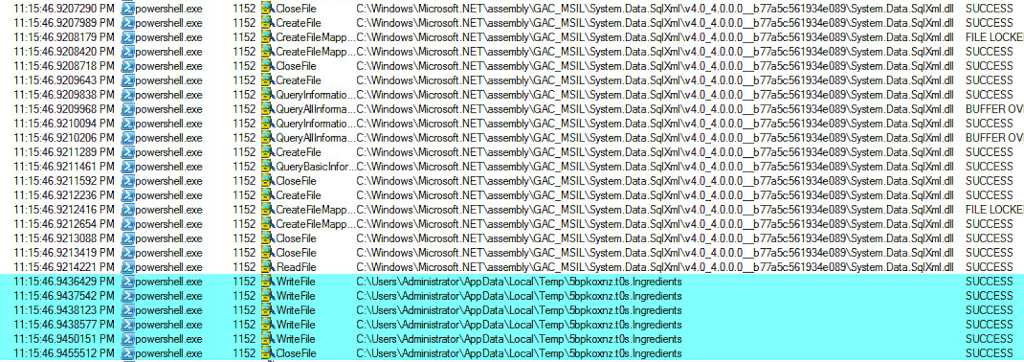 11:15:46.9207290 PM powershell.exe 1152 CloseFile C:\Windows\Microsoft.NET\assembly\GAC_MSIL\System.Data.SqlXml\v4.0_4.0.0.0__b77a5c561934e089\System.Data.SqlXml.dll SUCCESS
11:15:46.9207989 PM powershell.exe 1152 CreateFile C:\Windows\Microsoft.NET\assembly\GAC_MSIL\System.Data.SqlXml\v4.0_4.0.0.0__b77a5c561934e089\System.Data.SqlXml.dll SUCCESS
11:15:46.9208179 PM powershell.exe 1152 CreateFileMapp... C:\Windows\Microsoft.NET\assembly\GAC_MSIL\System.Data.SqlXml\v4.0_4.0.0.0__b77a5c561934e089\System.Data.SqlXml.dll FILE LOCKE
11:15:46.9208420 PM powershell.exe 1152 CreateFileMapp... C:\Windows\Microsoft.NET\assembly\GAC_MSIL\System.Data.SqlXml\v4.0_4.0.0.0__b77a5c561934e089\System.Data.SqlXml.dll SUCCESS
11:15:46.9208718 PM powershell.exe 1152 CloseFile C:\Windows\Microsoft.NET\assembly\GAC_MSIL\System.Data.SqlXml\v4.0_4.0.0.0__b77a5c561934e089\System.Data.SqlXml.dll SUCCESS
11:15:46.9209643 PM powershell.exe 1152 CreateFile C:\Windows\Microsoft.NET\assembly\GAC_MSIL\System.Data.SqlXml\v4.0_4.0.0.0__b77a5c561934e089\System.Data.SqlXml.dll SUCCESS
11:15:46.9209838 PM powershell.exe 1152 QueryInformatio... C:\Windows\Microsoft.NET\assembly\GAC_MSIL\System.Data.SqlXml\v4.0_4.0.0.0__b77a5c561934e089\System.Data.SqlXml.dll SUCCESS
11:15:46.9209968 PM powershell.exe 1152 QueryAllInforma... C:\Windows\Microsoft.NET\assembly\GAC_MSIL\System.Data.SqlXml\v4.0_4.0.0.0__b77a5c561934e089\System.Data.SqlXml.dll BUFFER OV
11:15:46.9210094 PM powershell.exe 1152 QueryInformatio... C:\Windows\Microsoft.NET\assembly\GAC_MSIL\System.Data.SqlXml\v4.0_4.0.0.0__b77a5c561934e089\System.Data.SqlXml.dll SUCCESS
11:15:46.9210206 PM powershell.exe 1152 QueryAllInforma... C:\Windows\Microsoft.NET\assembly\GAC_MSIL\System.Data.SqlXml\v4.0_4.0.0.0__b77a5c561934e089\System.Data.SqlXml.dll BUFFER OV
11:15:46.9211289 PM powershell.exe 1152 CreateFile C:\Windows\Microsoft.NET\assembly\GAC_MSIL\System.Data.SqlXml\v4.0_4.0.0.0__b77a5c561934e089\System.Data.SqlXml.dll SUCCESS
11:15:46.9211461 PM powershell.exe 1152 QueryBasicInfor... C:\Windows\Microsoft.NET\assembly\GAC_MSIL\System.Data.SqlXml\v4.0_4.0.0.0__b77a5c561934e089\System.Data.SqlXml.dll SUCCESS
11:15:46.9211592 PM powershell.exe 1152 CloseFile C:\Windows\Microsoft.NET\assembly\GAC_MSIL\System.Data.SqlXml\v4.0_4.0.0.0__b77a5c561934e089\System.Data.SqlXml.dll SUCCESS
11:15:46.9212236 PM powershell.exe 1152 CreateFile C:\Windows\Microsoft.NET\assembly\GAC_MSIL\System.Data.SqlXml\v4.0_4.0.0.0__b77a5c561934e089\System.Data.SqlXml.dll SUCCESS
11:15:46.9212416 PM powershell.exe 1152 CreateFileMapp... C:\Windows\Microsoft.NET\assembly\GAC_MSIL\System.Data.SqlXml\v4.0_4.0.0.0__b77a5c561934e089\System.Data.SqlXml.dll FILE LOCKE
11:15:46.9212654 PM powershell.exe 1152 CreateFileMapp... C:\Windows\Microsoft.NET\assembly\GAC_MSIL\System.Data.SqlXml\v4.0_4.0.0.0__b77a5c561934e089\System.Data.SqlXml.dll SUCCESS
11:15:46.9213088 PM powershell.exe 1152 CloseFile C:\Windows\Microsoft.NET\assembly\GAC_MSIL\System.Data.SqlXml\v4.0_4.0.0.0__b77a5c561934e089\System.Data.SqlXml.dll SUCCESS
11:15:46.9213419 PM powershell.exe 1152 CloseFile C:\Windows\Microsoft.NET\assembly\GAC_MSIL\System.Data.SqlXml\v4.0_4.0.0.0__b77a5c561934e089\System.Data.SqlXml.dll SUCCESS
11:15:46.9214221 PM powershell.exe 1152 ReadFile C:\Windows\Microsoft.NET\assembly\GAC_MSIL\System.Data.SqlXml\v4.0_4.0.0.0__b77a5c561934e089\System.Data.SqlXml.dll SUCCESS
11:15:46.9436429 PM powershell.exe 1152 WriteFile C:\Users\Administrator\AppData\Local\Temp\5bpkoxnz.t0s.Ingredients SUCCESS
11:15:46.9437542 PM powershell.exe 1152 WriteFile C:\Users\Administrator\AppData\Local\Temp\5bpkoxnz.t0s.Ingredients SUCCESS
11:15:46.9438123 PM powershell.exe 1152 WriteFile C:\Users\Administrator\AppData\Local\Temp\5bpkoxnz.t0s.Ingredients SUCCESS
11:15:46.9438577 PM powershell.exe 1152 WriteFile C:\Users\Administrator\AppData\Local\Temp\5bpkoxnz.t0s.Ingredients SUCCESS
11:15:46.9450151 PM powershell.exe 1152 WriteFile C:\Users\Administrator\AppData\Local\Temp\5bpkoxnz.t0s.Ingredients SUCCESS
11:15:46.9455512 PM powershell.exe 1152 CloseFile C:\Users\Administrator\AppData\Local\Temp\5bpkoxnz.t0s.Ingredients SUCCESS